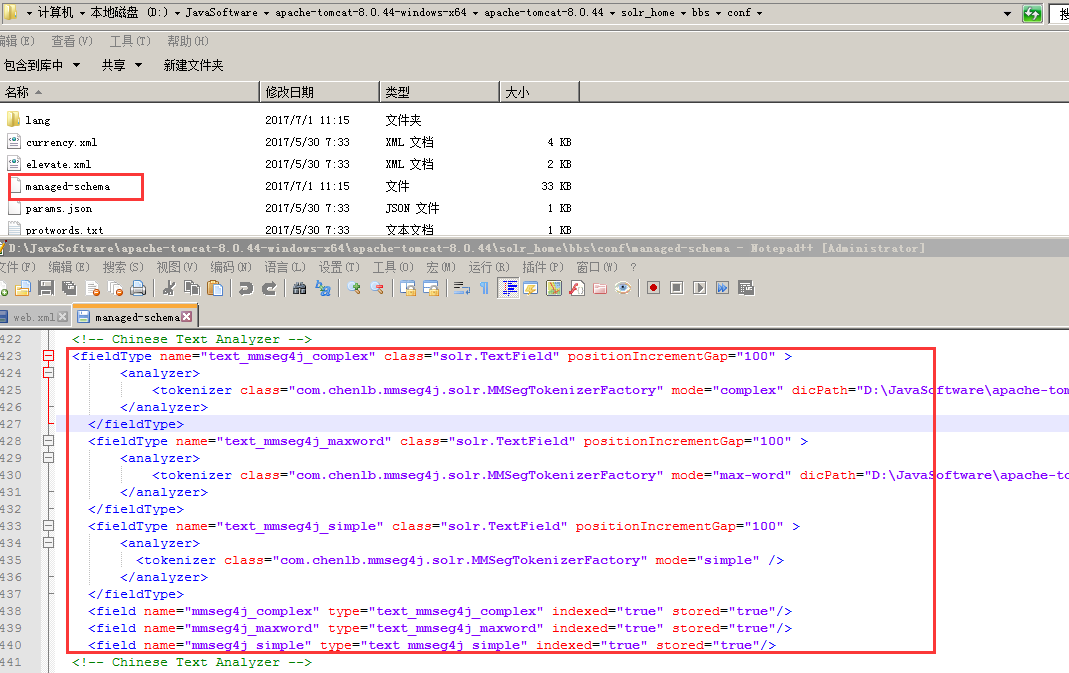 计算机 本地磁盘 (D:) JavaSoftware apache-tomcat-8.0.44-windows-x64 apache-tomcat-8.0.44 solr_home bbs conf
编辑(E) 查看(V) 工具(T) 帮助(H)
包含到库中 共享 新建文件夹
名称 修改日期 类型 大小
lang 2017/7/1 11:15 文件夹
currency.xml 2017/5/30 7:33 XML 文档 4 KB
elevate.xml 2017/5/30 7:33 XML 文档 2 KB
managed-schema 2017/7/1 11:15 文件 33 KB
params.json 2017/5/30 7:33 JSON 文件 1 KB
protwords.txt 2017/5/30 7:33 文本文档 1 KB
D:\JavaSoftware\apache-tomcat-8.0.44-windows-x64\apache-tomcat-8.0.44\solr_home\bbs\conf\managed-schema - Notepad++ [Administrator]
文件(F) 编辑(E) 搜索(S) 视图(V) 编码(N) 语言(L) 设置(T) 工具(O) 宏(M) 运行(R) 插件(P) 窗口(W) ?
web.xml managed-schema
422 <!-- Chinese Text Analyzer -->
423 <fieldType name="text_mmseg4j_complex" class="solr.TextField" positionIncrementGap="100" >
424 <analyzer>
425 <tokenizer class="com.chenlb.mmseg4j.solr.MMSegTokenizerFactory" mode="complex" dicPath="D:\JavaSoftware\apache-tom
426 </analyzer>
427 </fieldType>
428 <fieldType name="text_mmseg4j_maxword" class="solr.TextField" positionIncrementGap="100" >
429 <analyzer>
430 <tokenizer class="com.chenlb.mmseg4j.solr.MMSegTokenizerFactory" mode="max-word" dicPath="D:\JavaSoftware\apache-to
431 </analyzer>
432 </fieldType>
433 <fieldType name="text_mmseg4j_simple" class="solr.TextField" positionIncrementGap="100" >
434 <analyzer>
435 <tokenizer class="com.chenlb.mmseg4j.solr.MMSegTokenizerFactory" mode="simple" />
436 </analyzer>
437 </fieldType>
438 <field name="mmseg4j_complex" type="text_mmseg4j_complex" indexed="true" stored="true"/>
439 <field name="mmseg4j_maxword" type="text_mmseg4j_maxword" indexed="true" stored="true"/>
440 <field name="mmseg4j_simple" type="text_mmseg4j_simple" indexed="true" stored="true"/>
441 <!-- Chinese Text Analyzer -->